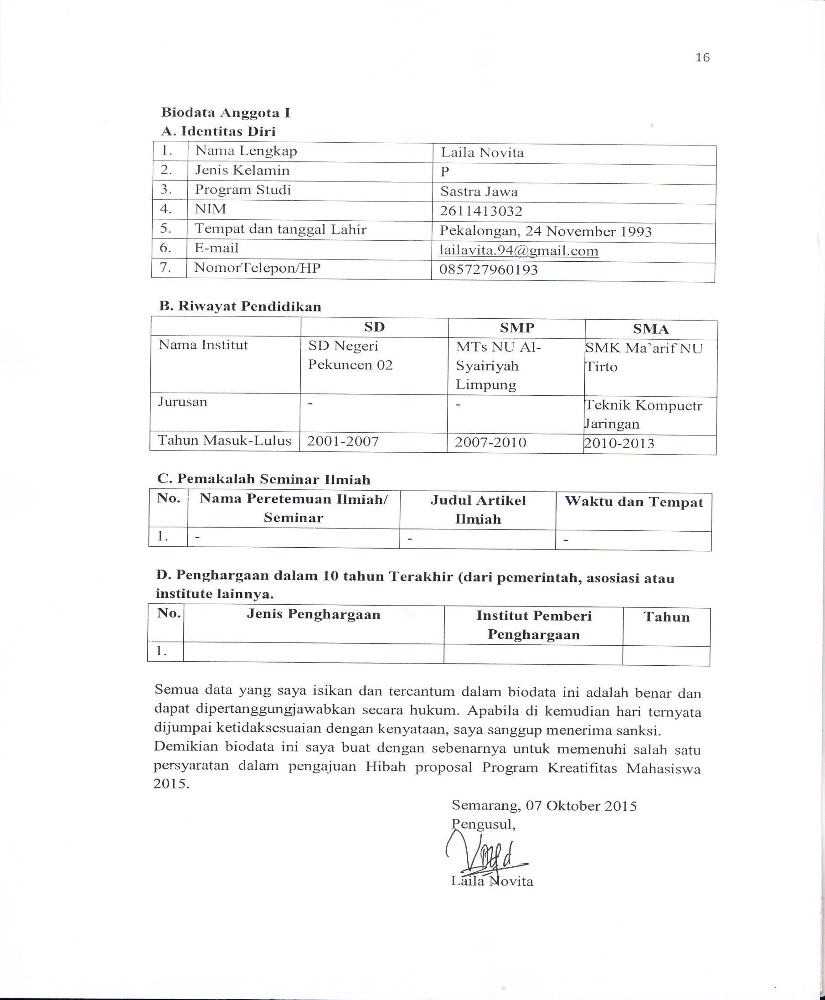 16
Biodata Anggota I
A. Identitas Diri
1. Nama Lengkap Laila Novita
2. Jenis Kelamin P
3. Program Studi Sastra Jawa
4. NIM 2611413032
5. Tempat dan tanggal Lahir Pekalongan, 24 November 1993
6. E-mail lailavita.94@gmail.com
7. NomorTelepon/HP 085727960193
B. Riwayat Pendidikan
SD SMP SMA
Nama Institut SD Negeri MTs NU Al- SMK Ma’arif NU
Pekuncen 02 Syairiyah Tirto
Limpung
Jurusan - - Teknik Kompuetr
Jaringan
Tahun Masuk-Lulus 2001-2007 2007-2010 2010-2013
C. Pemakalah Seminar Ilmiah
No. Nama Peretemuan Ilmiah/ Judul Artikel Waktu dan Tempat
Seminar Ilmiah
1. - - -
D. Penghargaan dalam 10 tahun Terakhir (dari pemerintah, asosiasi atau
institute lainnya.
No. Jenis Penghargaan Institut Pemberi Tahun
Penghargaan
1.
Semua data yang saya isikan dan tercantum dalam biodata ini adalah benar dan
dapat dipertanggungjawabkan secara hukum. Apabila di kemudian hari ternyata
dijumpai ketidaksesuaian dengan kenyataan, saya sanggup menerima sanksi.
Demikian biodata ini saya buat dengan sebenarnya untuk memenuhi salah satu
persyaratan dalam pengajuan Hibah proposal Program Kreatifitas Mahasiswa
2015.
Semarang, 07 Oktober 2015
Pengusul,
Laila Novita